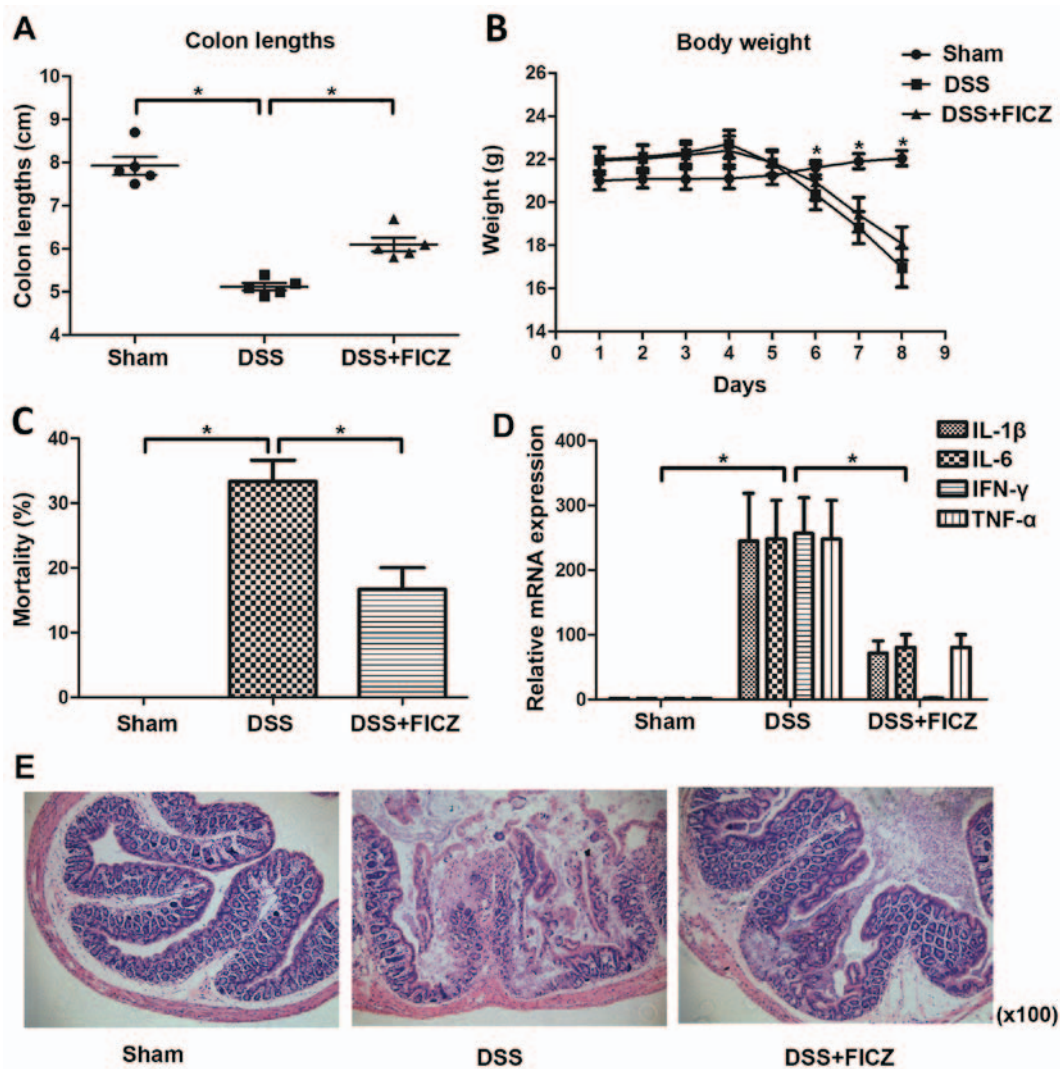 A
Colon lengths
Colon lengths (cm)
10
9
8
7
6
5
4
*
*
Sham
DSS
DSS+FICZ
B
Body weight
Sham
DSS
DSS+FICZ
Weight (g)
26
24
22
20
18
16
14
*
*
*
0 1 2 3 4 5 6 7 8 9
Days
C
Mortality (%)
40
30
20
10
0
*
*
Sham
DSS
DSS+FICZ
D
IL-1β
IL-6
IFN-γ
TNF-α
Relative mRNA expression
400
300
200
100
0
*
*
Sham
DSS
DSS+FICZ
E
(x100)
Sham
DSS
DSS+FICZ